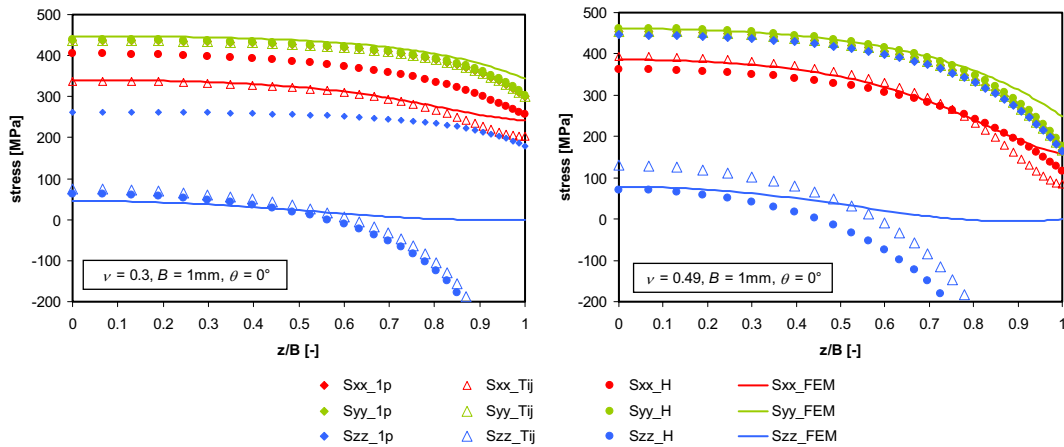 500
400
300
200
100
0
-100
-200
stress [MPa]
ν = 0.3, B = 1mm, θ = 0°
0 0.1 0.2 0.3 0.4 0.5 0.6 0.7 0.8 0.9 1
z/B [-]
500
400
300
200
100
0
-100
-200
stress [MPa]
ν = 0.49, B = 1mm, θ = 0°
0 0.1 0.2 0.3 0.4 0.5 0.6 0.7 0.8 0.9 1
z/B [-]
Sxx_1p Sxx_Tij Sxx_H Sxx_FEM
Syy_1p Syy_Tij Syy_H Syy_FEM
Szz_1p Szz_Tij Szz_H Szz_FEM